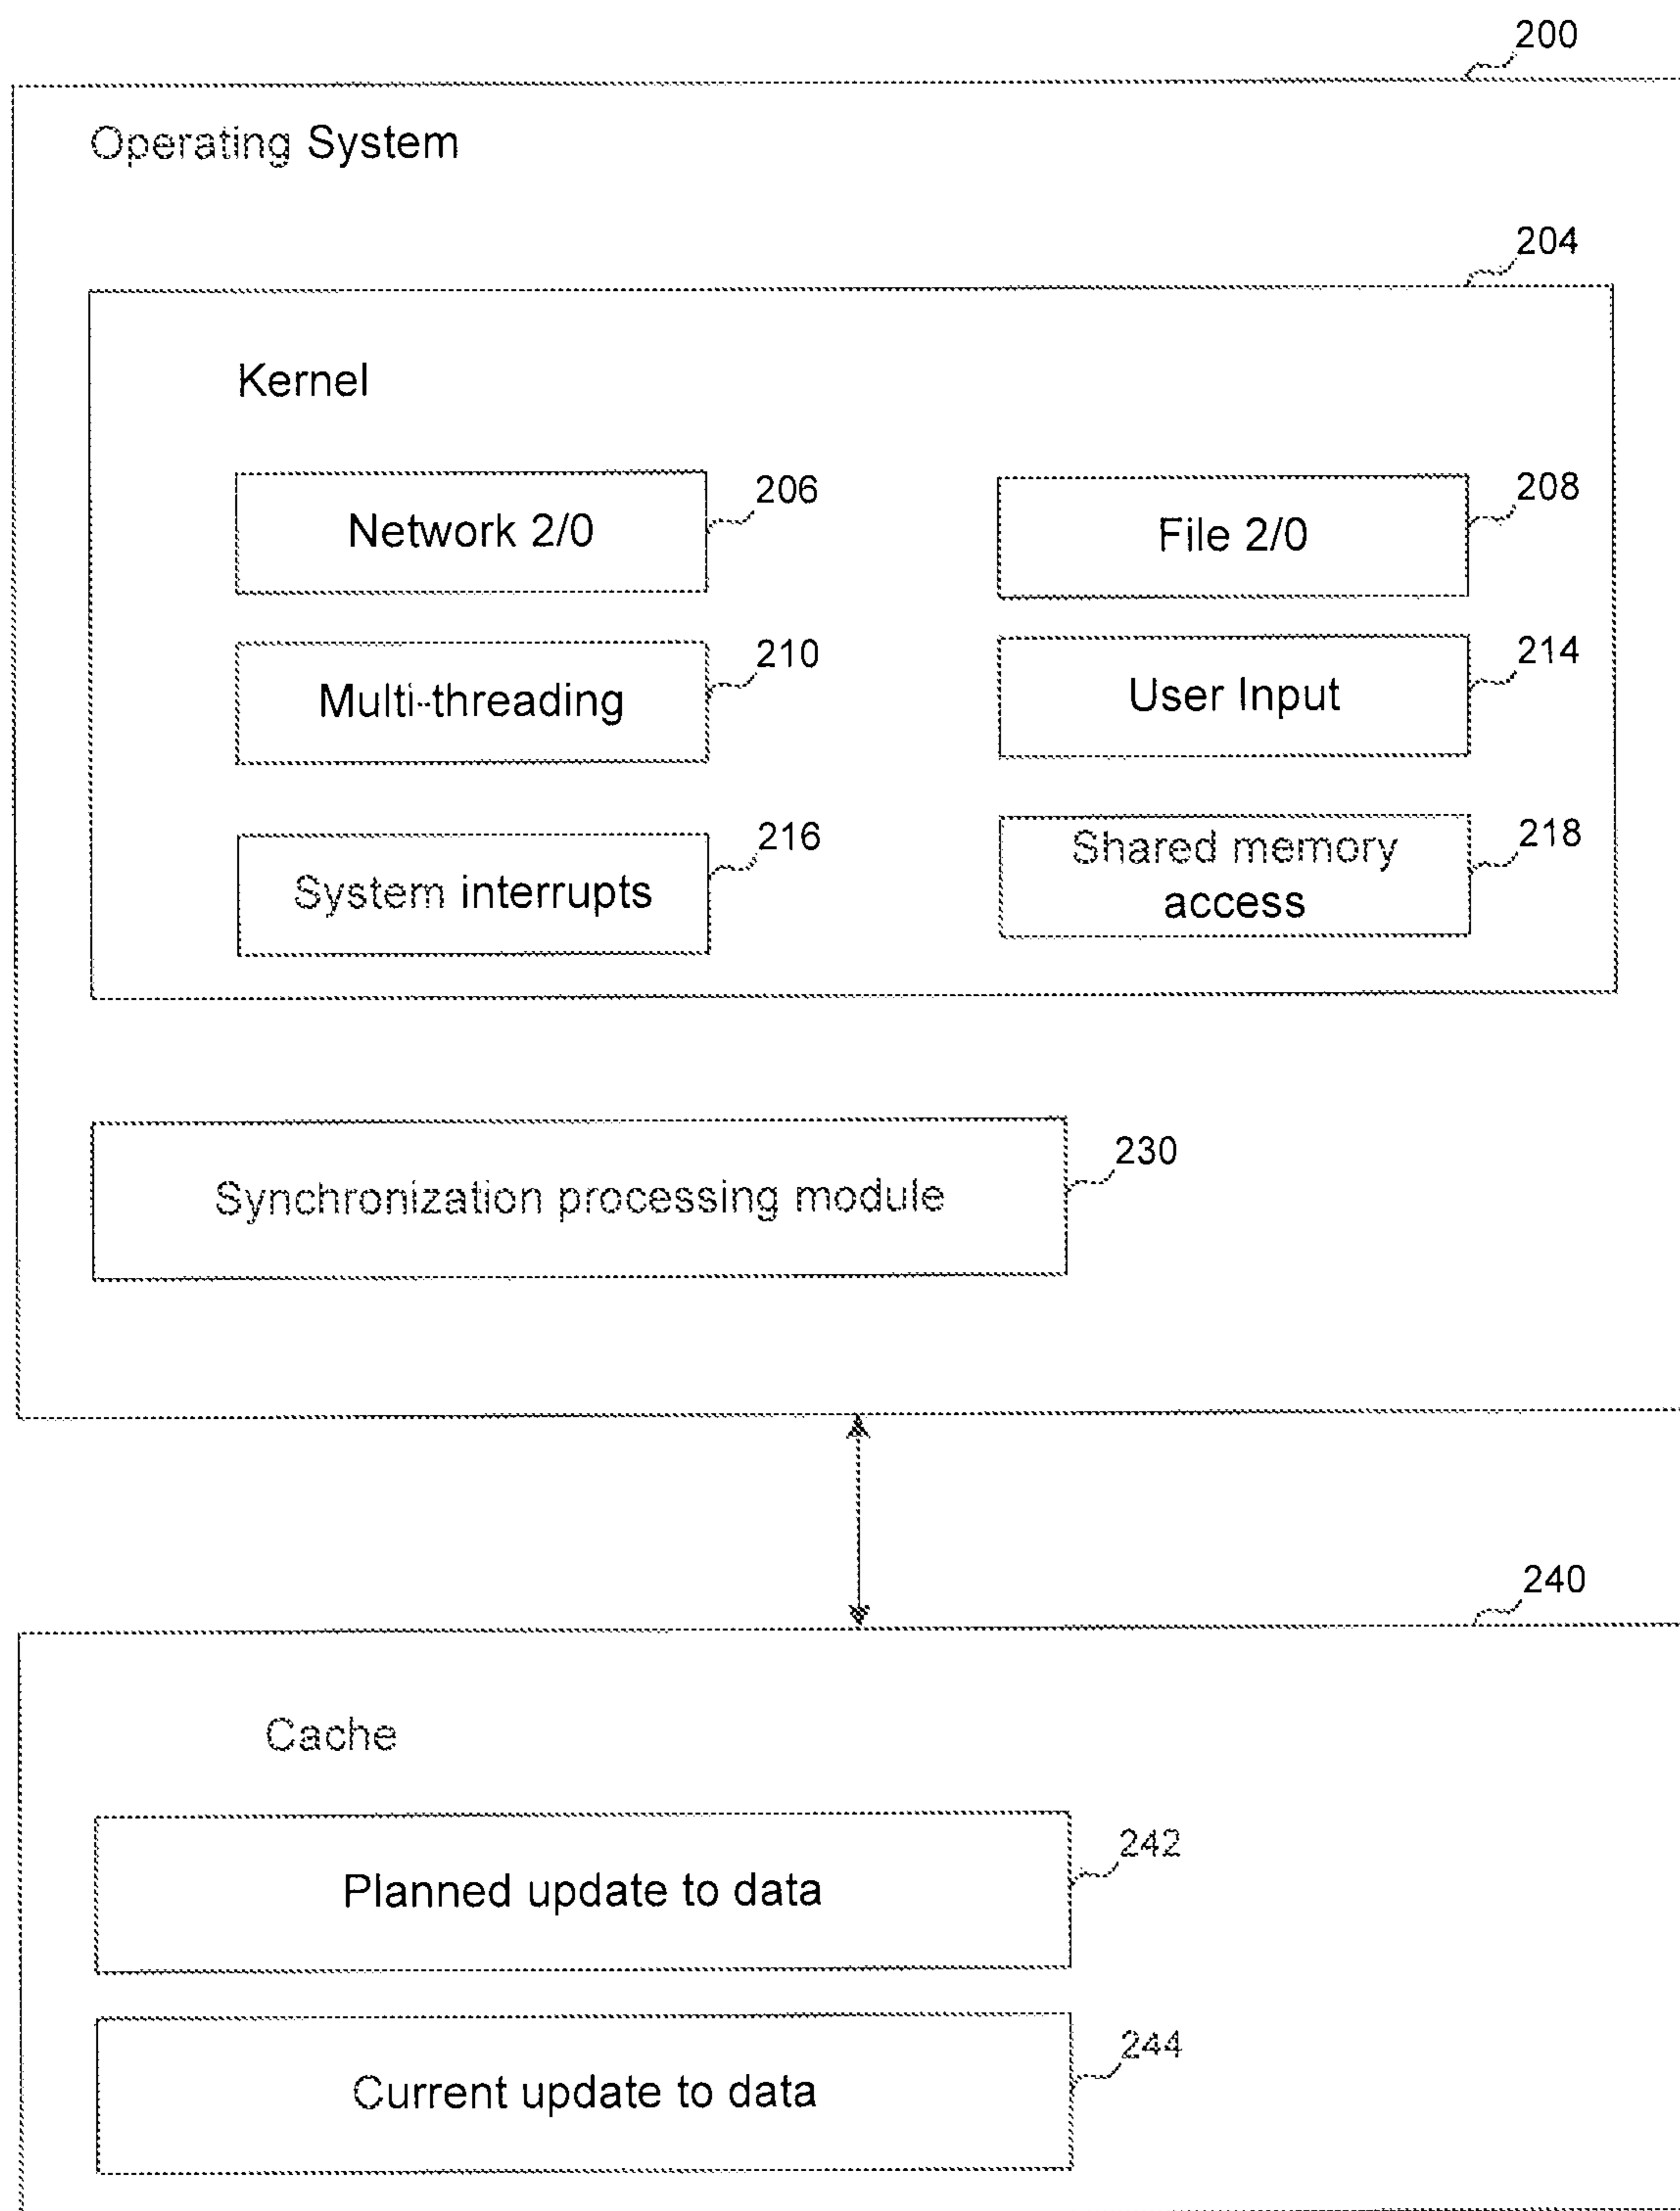 200
Operating System
204
Kernel
206
Network 2/0
208
File 2/0
210
Multi-threading
214
User Input
216
System interrupts
218
Shared memory
access
230
Synchronization processing module
240
Cache
242
Planned update to data
244
Current update to data